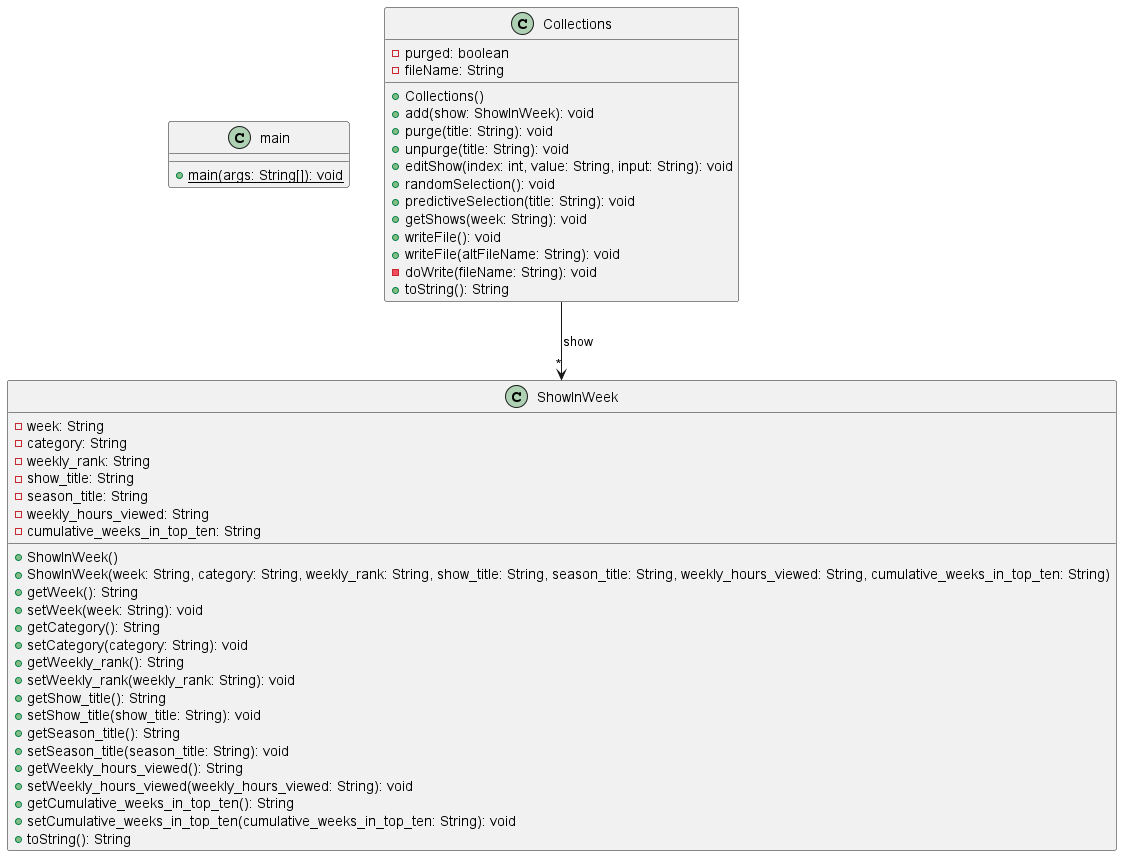 C Collections
purged: boolean
fileName: String
Collections()
add(show: ShowInWeek): void
purge(title: String): void
unpurge(title: String): void
editShow(index: int, value: String, input: String): void
randomSelection(): void
predictiveSelection(title: String): void
getShows(week: String): void
writeFile(): void
writeFile(altFileName: String): void
doWrite(fileName: String): void
toString(): String
C main
main(args: String[]): void
show
*
C ShowInWeek
week: String
category: String
weekly_rank: String
show_title: String
season_title: String
weekly_hours_viewed: String
cumulative_weeks_in_top_ten: String
ShowInWeek()
ShowInWeek(week: String, category: String, weekly_rank: String, show_title: String, season_title: String, weekly_hours_viewed: String, cumulative_weeks_in_top_ten: String)
getWeek(): String
setWeek(week: String): void
getCategory(): String
setCategory(category: String): void
getWeekly_rank(): String
setWeekly_rank(weekly_rank: String): void
getShow_title(): String
setShow_title(show_title: String): void
getSeason_title(): String
setSeason_title(season_title: String): void
getWeekly_hours_viewed(): String
setWeekly_hours_viewed(weekly_hours_viewed: String): void
getCumulative_weeks_in_top_ten(): String
setCumulative_weeks_in_top_ten(cumulative_weeks_in_top_ten: String): void
toString(): String